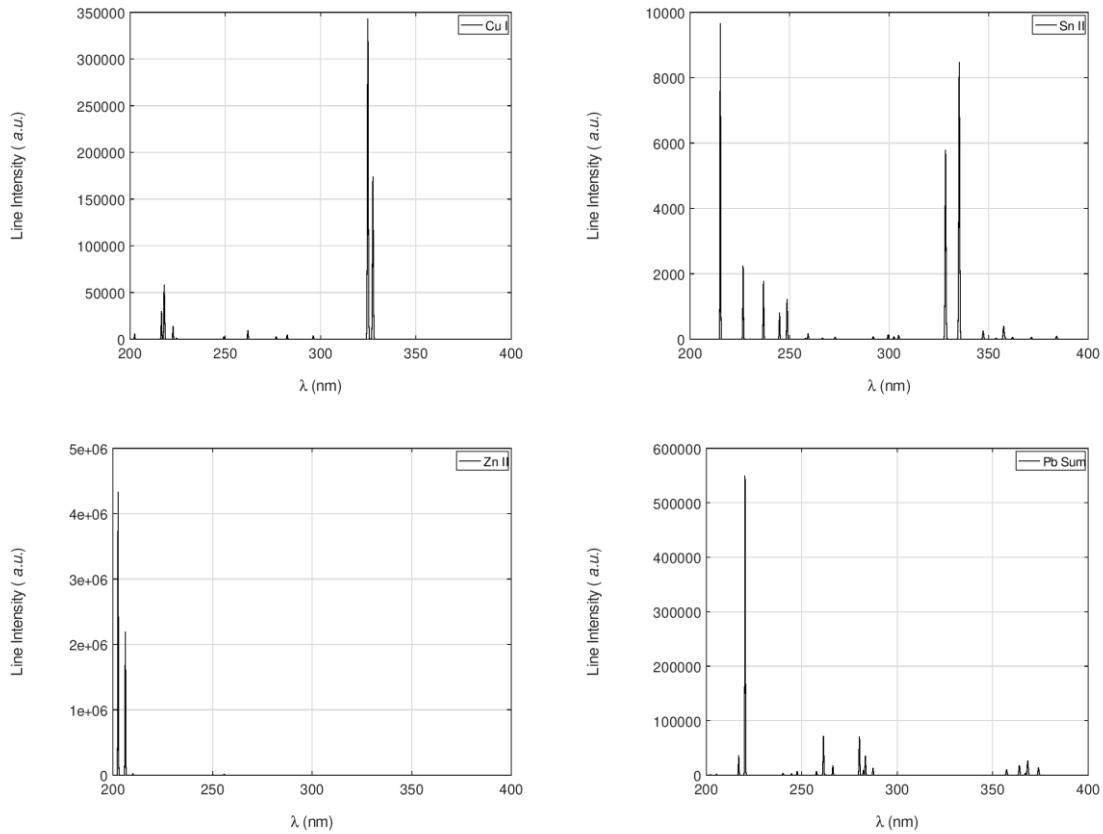 350000
300000
250000
200000
150000
100000
50000
0
200
250
300
350
400
Line Intensity ( a.u.)
λ (nm)
Cu I
10000
8000
6000
4000
2000
0
200
250
300
350
400
Line Intensity ( a.u.)
λ (nm)
Sn II
5e+06
4e+06
3e+06
2e+06
1e+06
0
200
250
300
350
400
Line Intensity ( a.u.)
λ (nm)
Zn II
600000
500000
400000
300000
200000
100000
0
200
250
300
350
400
Line Intensity ( a.u.)
λ (nm)
Pb Sum